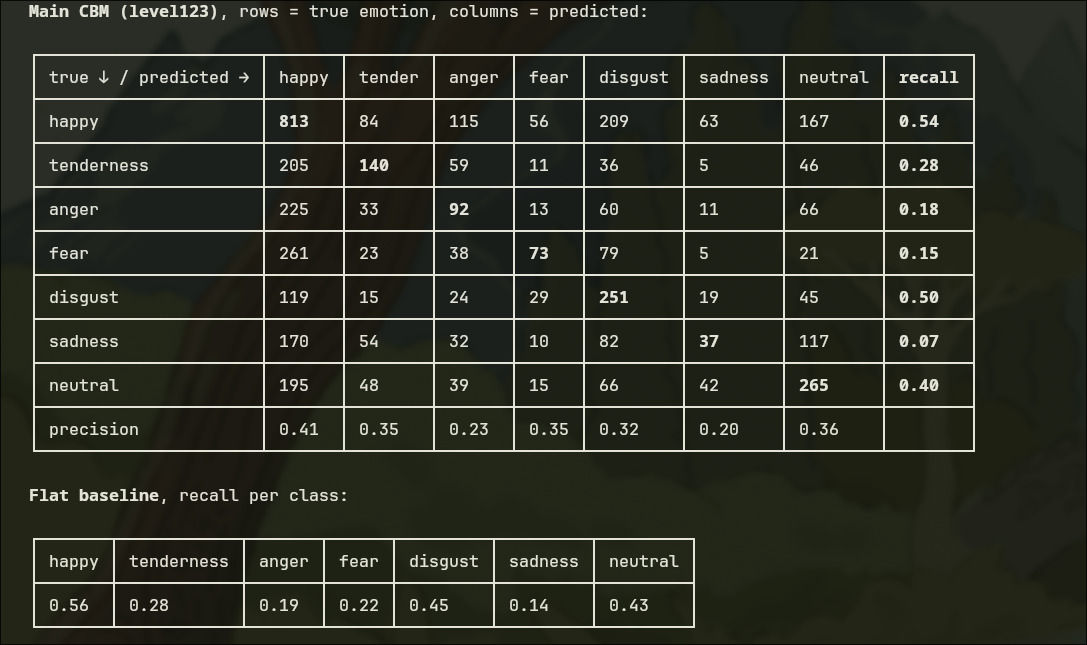 Main CBM (level123), rows = true emotion, columns = predicted:
true ↓ / predicted → happy tender anger fear disgust sadness neutral recall
happy 813 84 115 56 209 63 167 0.54
tenderness 205 140 59 11 36 5 46 0.28
anger 225 33 92 13 60 11 66 0.18
fear 261 23 38 73 79 5 21 0.15
disgust 119 15 24 29 251 19 45 0.50
sadness 170 54 32 10 82 37 117 0.07
neutral 195 48 39 15 66 42 265 0.40
precision 0.41 0.35 0.23 0.35 0.32 0.20 0.36
Flat baseline, recall per class:
happy tenderness anger fear disgust sadness neutral
0.56 0.28 0.19 0.22 0.45 0.14 0.43